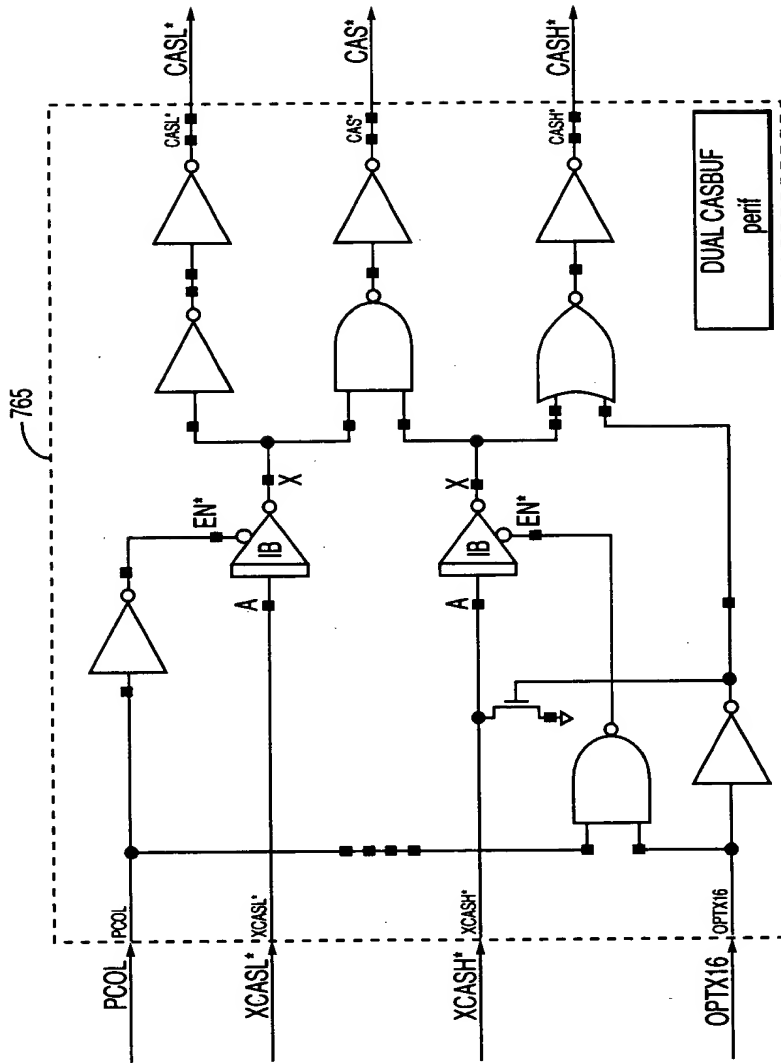 765
PCOL
PCOL
EN*
XCASL*
XCASL*
A
IB
X
CASL*
CASL*
CAS*
CAS*
XCASH*
XCASH*
A
IB
X
EN*
CASH*
CASH*
OPTX16
OPTX16
DUAL CASBUF
perif